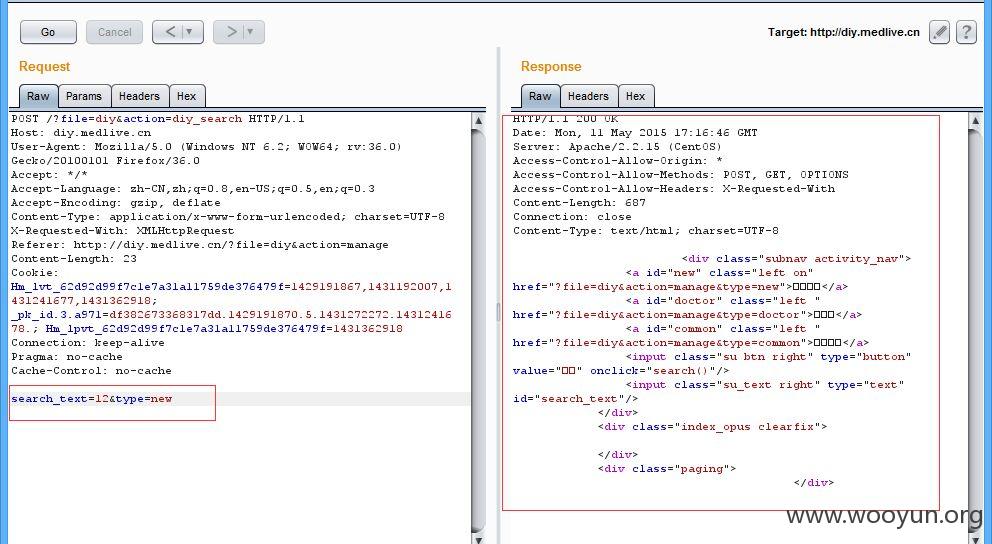 Go
Cancel
<
>
Target: http://diy.medlive.cn
?
Request
Response
Raw
Params
Headers
Hex
Raw
Headers
Hex
POST /?file=diy&action=diy_search HTTP/1.1
Host: diy.medlive.cn
User-Agent: Mozilla/5.0 (Windows NT 6.2; WOW64; rv:36.0)
Gecko/20100101 Firefox/36.0
Accept: */*
Accept-Language: zh-CN,zh;q=0.8,en-US;q=0.5,en;q=0.3
Accept-Encoding: gzip, deflate
Content-Type: application/x-www-form-urlencoded; charset=UTF-8
X-Requested-With: XMLHttpRequest
Referer: http://diy.medlive.cn/?file=diy&action=manage
Content-Length: 23
Cookie:
Hm_lvt_62d92d99f7c1e7a31a11759de376479f=1429191867,1431192007,1
431241677,1431362918;
_pk_id.3.a971=df382673368317dd.1429191870.5.1431272272.14312416
78.; Hm_lpvt_62d92d99f7c1e7a31a11759de376479f=1431362918
Connection: keep-alive
Pragma: no-cache
Cache-Control: no-cache
search_text=12&type=new
HTTP/1.1 200 OK
Date: Mon, 11 May 2015 17:16:46 GMT
Server: Apache/2.2.15 (CentOS)
Access-Control-Allow-Origin: *
Access-Control-Allow-Methods: POST, GET, OPTIONS
Access-Control-Allow-Headers: X-Requested-With
Content-Length: 687
Connection: close
Content-Type: text/html; charset=UTF-8
<div class="subnav activity_nav">
<a id="new" class="left on"
href="?file=diy&action=manage&type=new">□□□□</a>
<a id="doctor" class="left "
href="?file=diy&action=manage&type=doctor">□□□</a>
<a id="common" class="left "
href="?file=diy&action=manage&type=common">□□□□</a>
<input class="su btn right" type="button"
value="□□" onclick="search()"/>
<input class="su_text right" type="text"
id="search_text"/>
</div>
<div class="index_opus clearfix">
</div>
<div class="paging">
</div>
www.wooyun.org